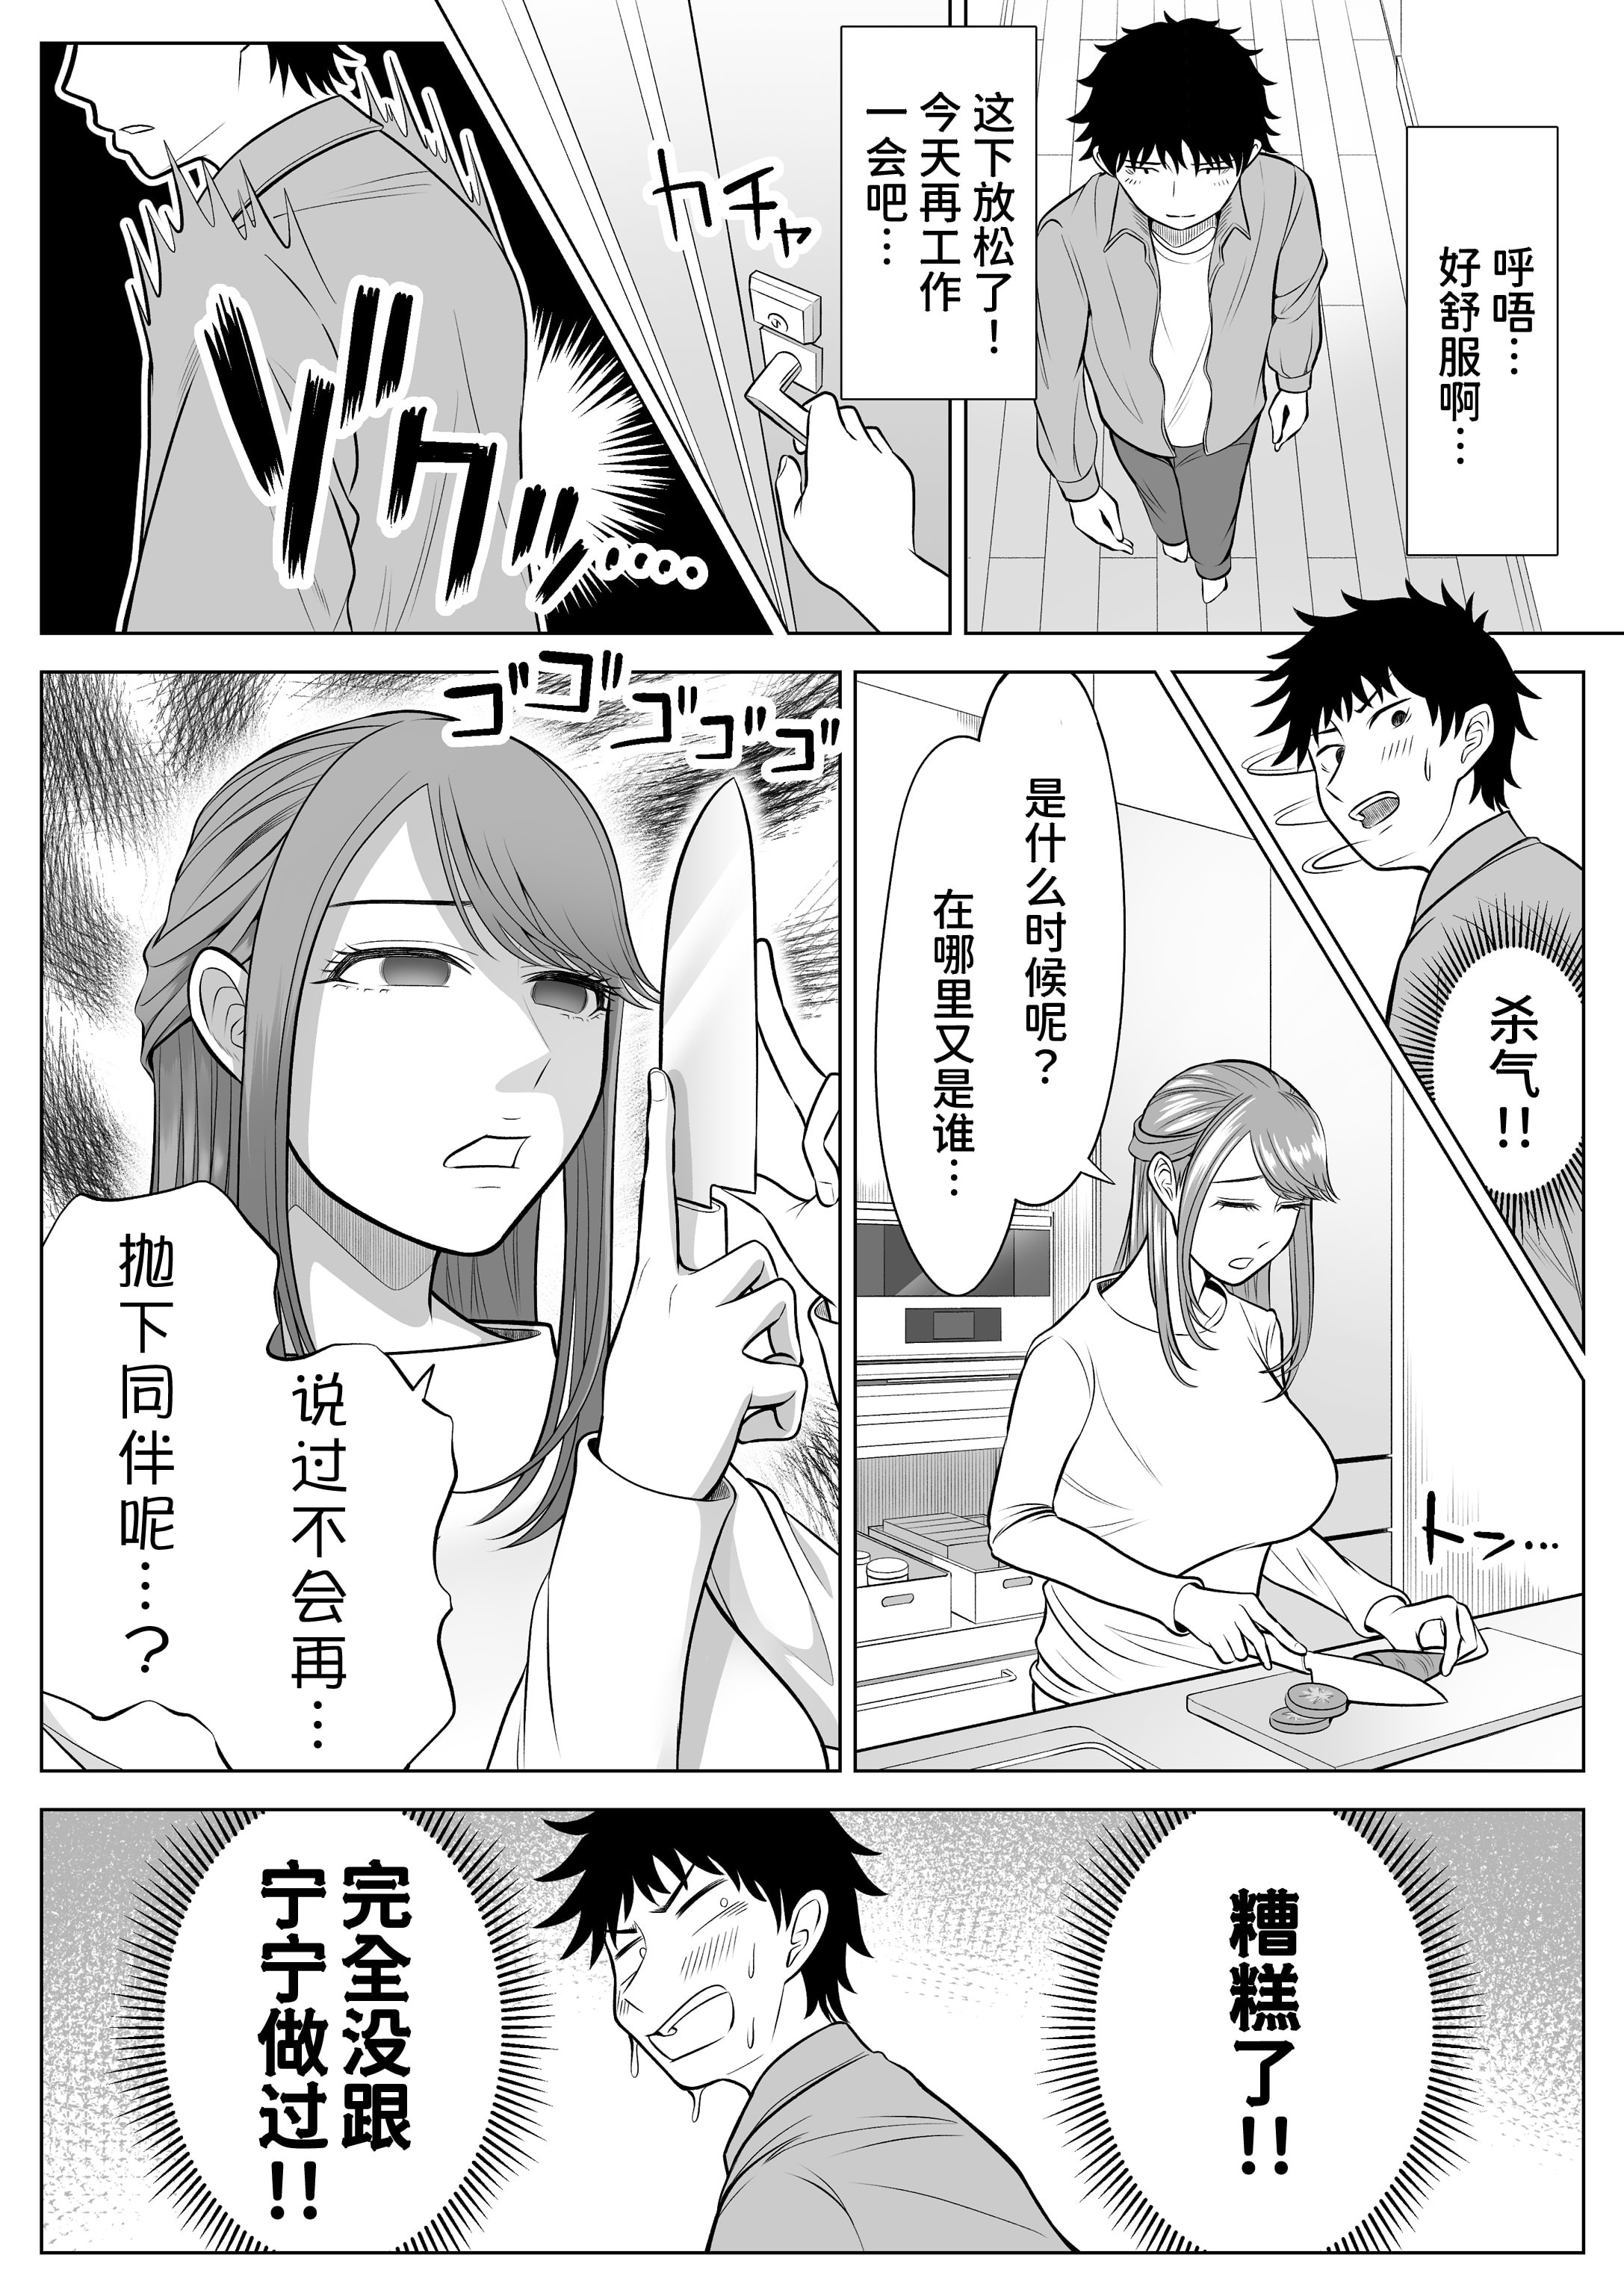 呼唔…
好舒服啊…
这下放松了！
今天再工作
一会吧…
カチャ
ゾクッ……
杀气!!
是什么时候呢？
在哪里又是谁…
トン…
ゴゴゴゴゴ
说过不会再…
抛下同伴呢…？
糟糕了!!
完全没跟
宁宁做过!!